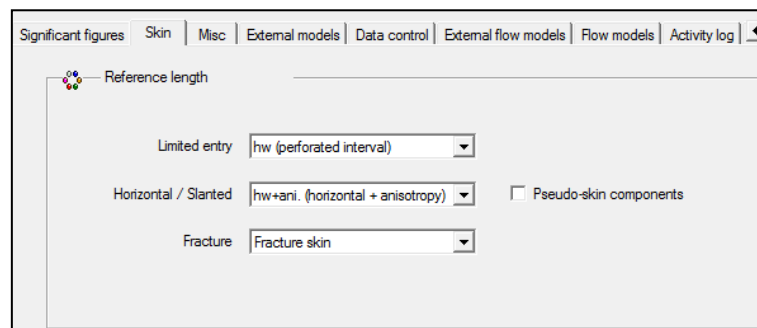 Significant figures Skin Misc External models Data control External flow models Flow models Activity log
Reference length
Limited entry hw (perforated interval)
Horizontal / Slanted hw+ani. (horizontal + anisotropy) Pseudo-skin components
Fracture Fracture skin